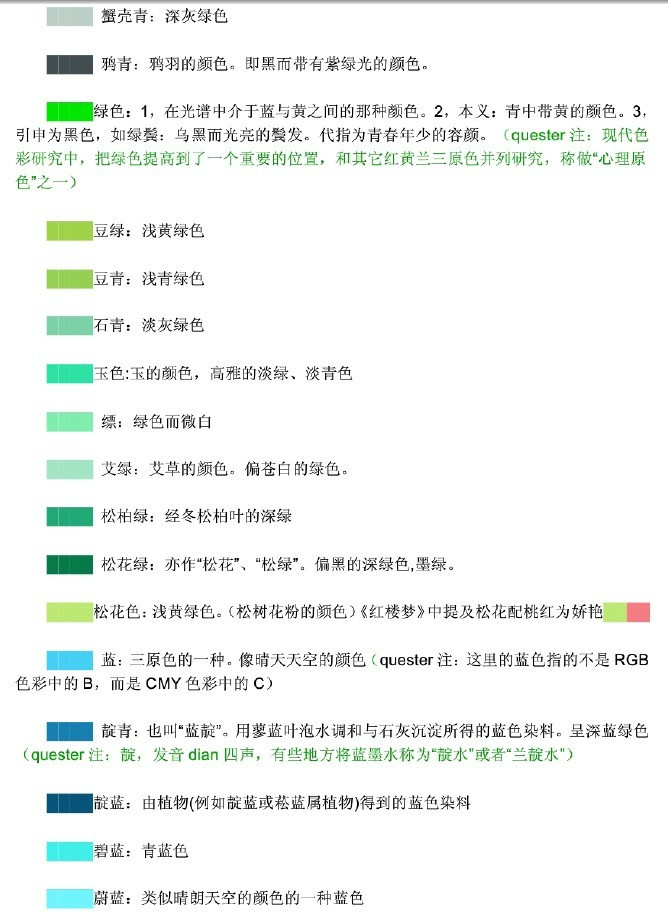 蟹壳青：深灰绿色
鸦青：鸦羽的颜色。即黑而带有紫绿光的颜色。
绿色：1，在光谱中介于蓝与黄之间的那种颜色。2，本义：青中带黄的颜色。3，
引申为黑色，如绿鬓：乌黑而光亮的鬓发。代指为青春年少的容颜。（quester 注：现代色
彩研究中，把绿色提高到了一个重要的位置，和其它红黄兰三原色并列研究，称做“心理原
色”之一）
豆绿：浅黄绿色
豆青：浅青绿色
石青：淡灰绿色
玉色:玉的颜色，高雅的淡绿、淡青色
缥：绿色而微白
艾绿：艾草的颜色。偏苍白的绿色。
松柏绿：经冬松柏叶的深绿
松花绿：亦作“松花”、“松绿”。偏黑的深绿色,墨绿。
松花色：浅黄绿色。（松树花粉的颜色）《红楼梦》中提及松花配桃红为娇艳
蓝：三原色的一种。像晴天天空的颜色（quester 注：这里的蓝色指的不是 RGB
色彩中的 B，而是 CMY 色彩中的 C）
靛青：也叫“蓝靛”。用蓼蓝叶泡水调和与石灰沉淀所得的蓝色染料。呈深蓝绿色
（quester 注：靛，发音 dian 四声，有些地方将蓝墨水称为“靛水”或者“兰靛水”）
靛蓝：由植物(例如靛蓝或菘蓝属植物)得到的蓝色染料
碧蓝：青蓝色
蔚蓝：类似晴朗天空的颜色的一种蓝色